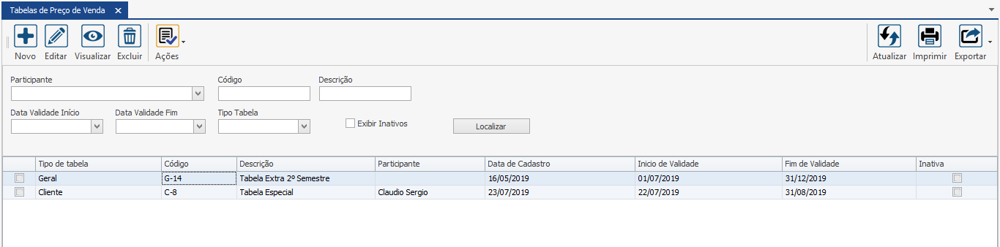 Tabelas de Preço de Venda
Novo Editar Visualizar Excluir Ações Atualizar Imprimir Exportar
Participante Código Descrição
Data Validade Início Data Validade Fim Tipo Tabela
Exibir Inativos Localizar
Tipo de tabela Código Descrição Participante Data de Cadastro Inicio de Validade Fim de Validade Inativa
Geral G-14 Tabela Extra 2º Semestre 16/05/2019 01/07/2019 31/12/2019
Cliente C-8 Tabela Especial Claudio Sergio 23/07/2019 22/07/2019 31/08/2019